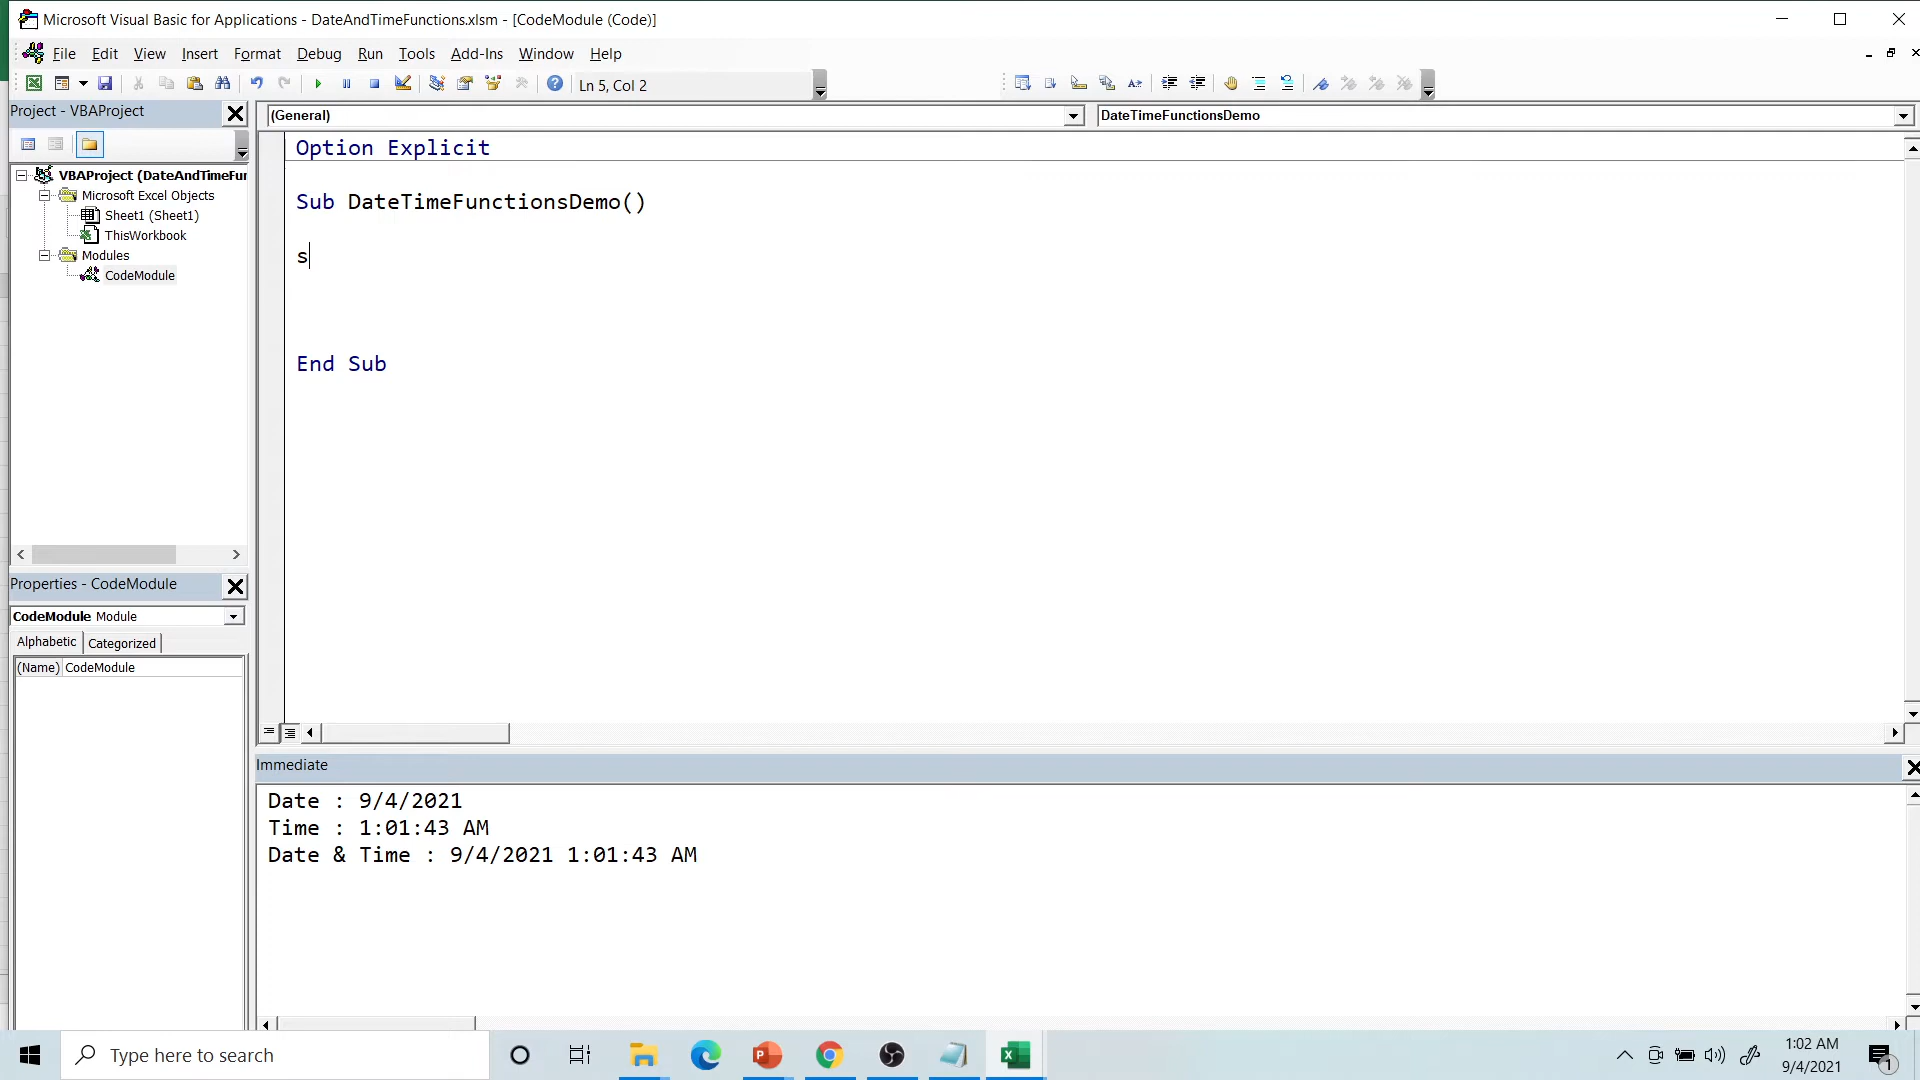 Microsoft Visual Basic for Applications - DateAndTimeFunctions.xlsm - [CodeModule (Code)]
File Edit View Insert Format Debug Run Tools Add-Ins Window Help
Ln 5, Col 2
Project - VBAProject
(General)
DateTimeFunctionsDemo
VBAProject (DateAndTimeFur
Microsoft Excel Objects
Sheet1 (Sheet1)
ThisWorkbook
Modules
CodeModule
Option Explicit
Sub DateTimeFunctionsDemo()
s
End Sub
Properties - CodeModule
CodeModule Module
Alphabetic Categorized
(Name) CodeModule
Immediate
Date : 9/4/2021
Time : 1:01:43 AM
Date & Time : 9/4/2021 1:01:43 AM
Type here to search
1:02 AM
9/4/2021
1